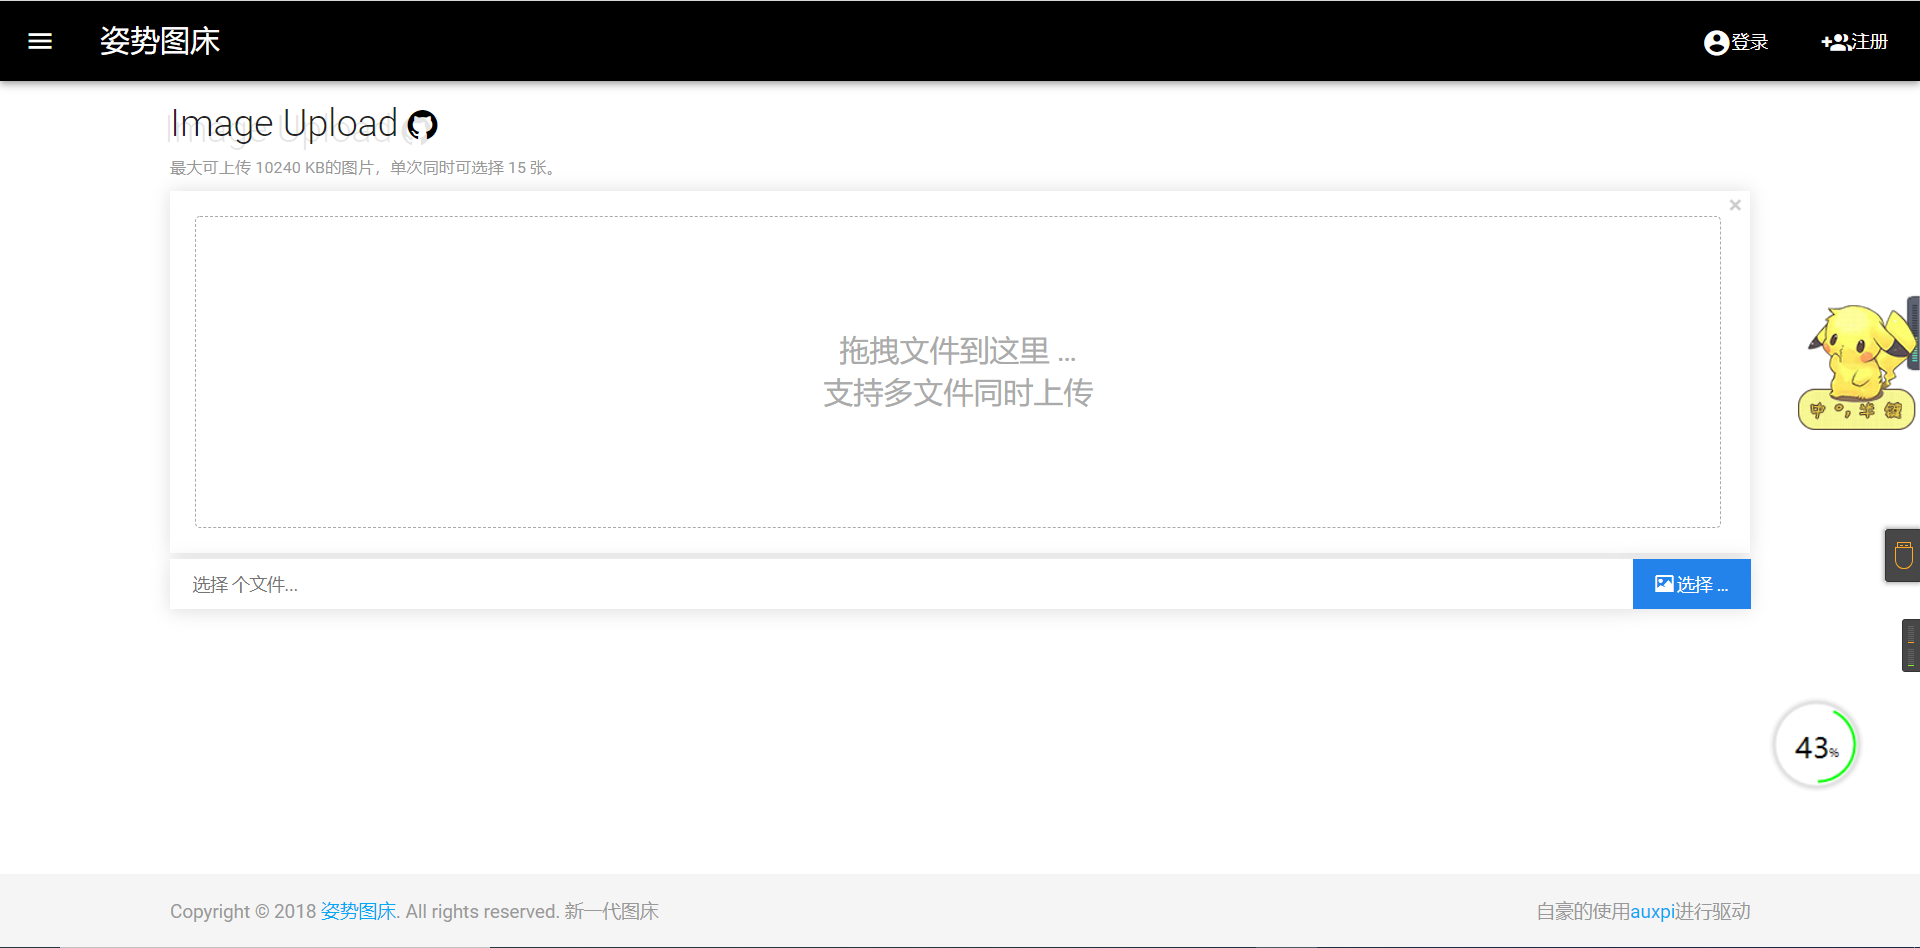 姿势图床
登录
注册
Image Upload
最大可上传 10240 KB的图片，单次同时可选择 15 张。
×
拖拽文件到这里 ...
支持多文件同时上传
中 °, 半 键
选择 个文件...
选择 ...
43%
Copyright © 2018 姿势图床. All rights reserved. 新一代图床
自豪的使用auxpi进行驱动